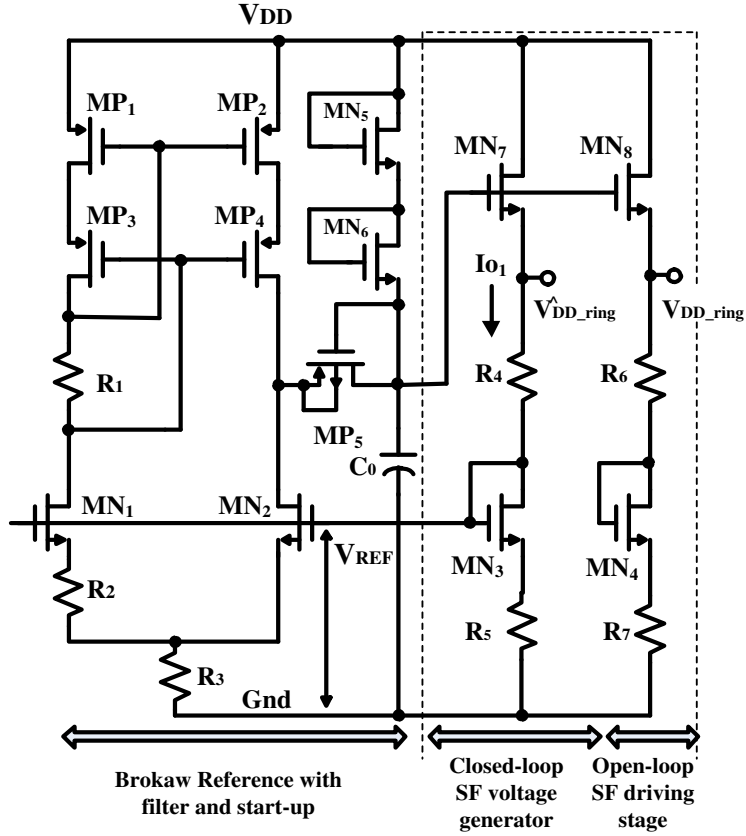 VDD
MP1
MP2
MN5
MN7
MN8
MP3
MP4
MN6
Io1
V^DD_ring
VDD_ring
R1
R4
R6
MP5
C0
MN1
MN2
VREF
MN3
MN4
R2
R5
R7
R3
Gnd
Brokaw Reference with
filter and start-up
Closed-loop
SF voltage
generator
Open-loop
SF driving
stage